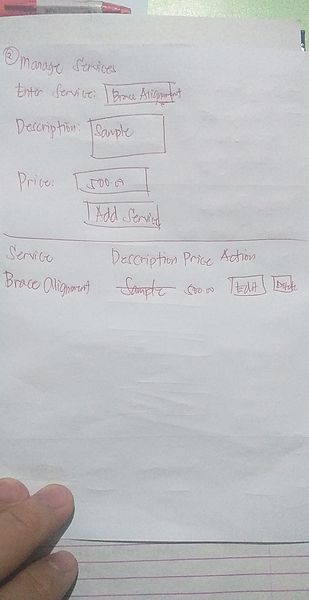 ② Manage Services
Enter Service: Brace Alignment
Description: Sample
Price: 500.00
Add Service
Service Description Price Action
Brace Alignment Sample 500.00 Edit Delete